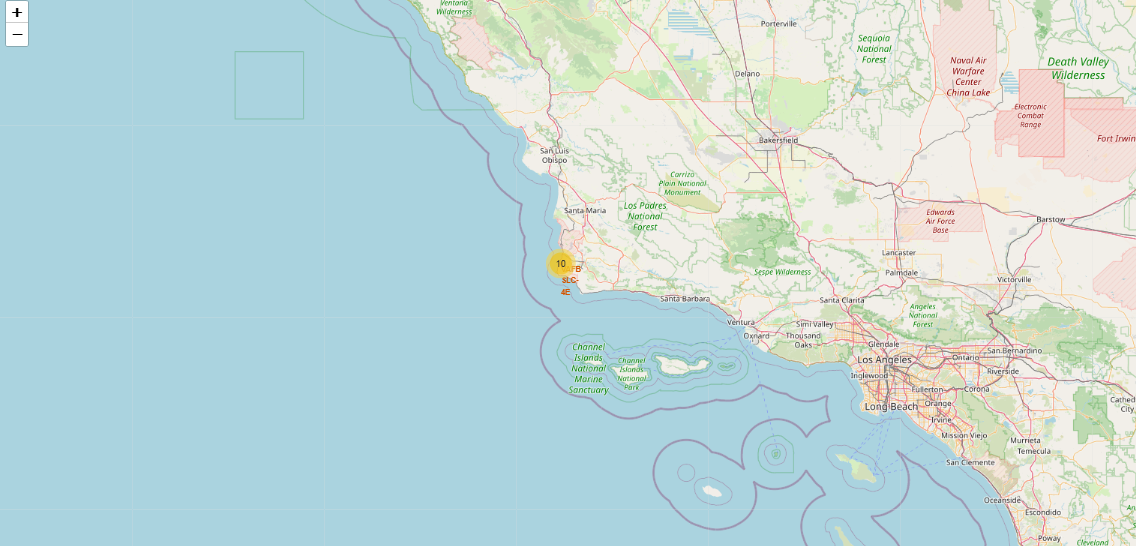 +
−
Ventana
Wilderness
Porterville
Sequoia
National
Forest
Naval Air
Warfare
Center
China Lake
Death Valley
Wilderness
Delano
Electronic
Combat
Range
Fort Irwin
Bakersfield
San Luis
Obispo
Carrizo
Plain National
Monument
Los Padres
National
Forest
Santa Maria
Edwards
Air Force
Base
Barstow
Lancaster
Palmdale
10
SLC-
4E
Sespe Wilderness
Victorville
Santa Barbara
Santa Clarita
Angeles
National
Forest
Ventura
Oxnard
Simi Valley
Thousand
Oaks
Channel
Islands
National
Marine
Sanctuary
Channel
Islands
National
Park
Glendale
Los Angeles
Inglewood
Ontario
San Bernardino
Riverside
Fullerton
Corona
Orange
Long Beach
Irvine
Mission Viejo
Murrieta
Temecula
San Clemente
Oceanside
Escondido
Poway
Cleveland